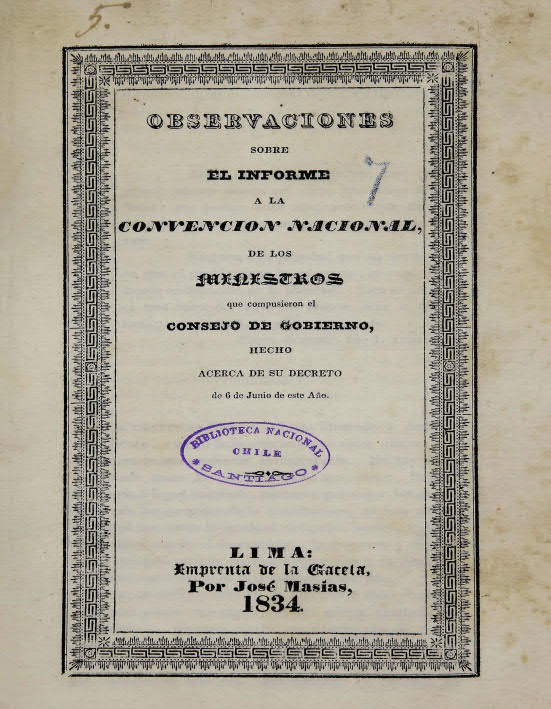 5.
OBSERVACIONES
SOBRE
EL INFORME
7
A LA
CONVENCION NACIONAL,
DE LOS
MINISTROS
que compusieron el
CONSEJO DE GOBIERNO,
HECHO
ACERCA DE SU DECRETO
de 6 de Junio de este Año.
BIBLIOTECA NACIONAL
CHILE
* SANTIAGO *
LIMA:
Imprenta de la Gaceta,
Por José Masias,
1834.